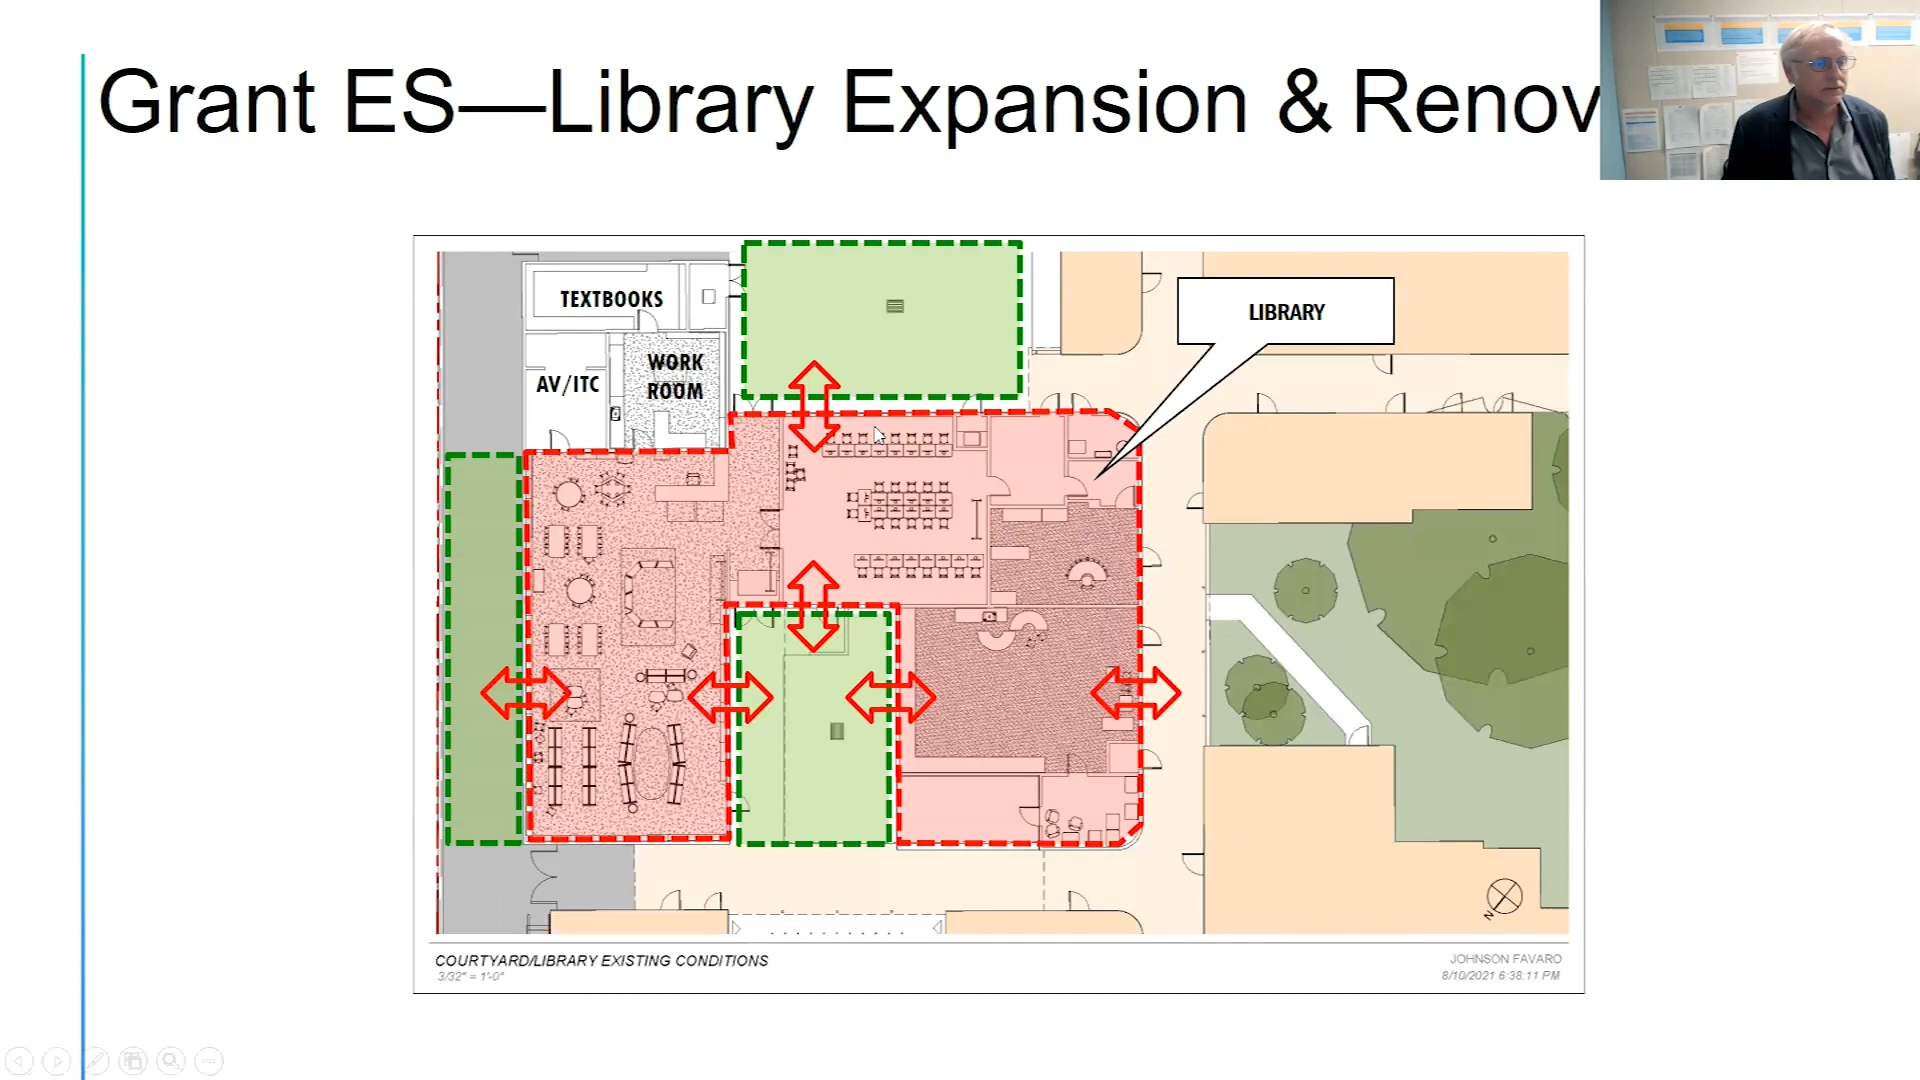 Grant ES—Library Expansion & Renov
TEXTBOOKS
LIBRARY
WORK
ROOM
AV/ITC
N
COURTYARD/LIBRARY EXISTING CONDITIONS
3/32" = 1'-0"
JOHNSON FAVARO
8/10/2021 6:38:11 PM